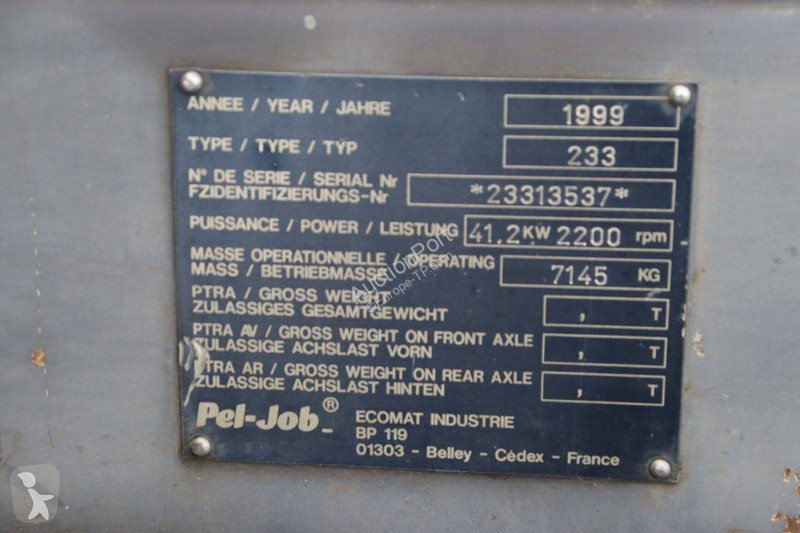 ANNEE / YEAR / JAHRE 1999
TYPE / TYPE / TYP 233
N° DE SERIE / SERIAL Nr
FZIDENTIFIZIERUNGS-Nr *23313537*
PUISSANCE / POWER / LEISTUNG 41.2 KW 2200 rpm
MASSE OPERATIONNELLE / OPERATING
MASS / BETRIEBMASSE 7145 KG
PTRA / GROSS WEIGHT
ZULASSIGES GESAMTGEWICHT , T
PTRA AV / GROSS WEIGHT ON FRONT AXLE
ZULASSIGE ACHSLAST VORN , T
PTRA AR / GROSS WEIGHT ON REAR AXLE
ZULASSIGE ACHSLAST HINTEN , T
Pel-Job® ECOMAT INDUSTRIE
BP 119
01303 - Belley - Cédex - France
AuctionPort